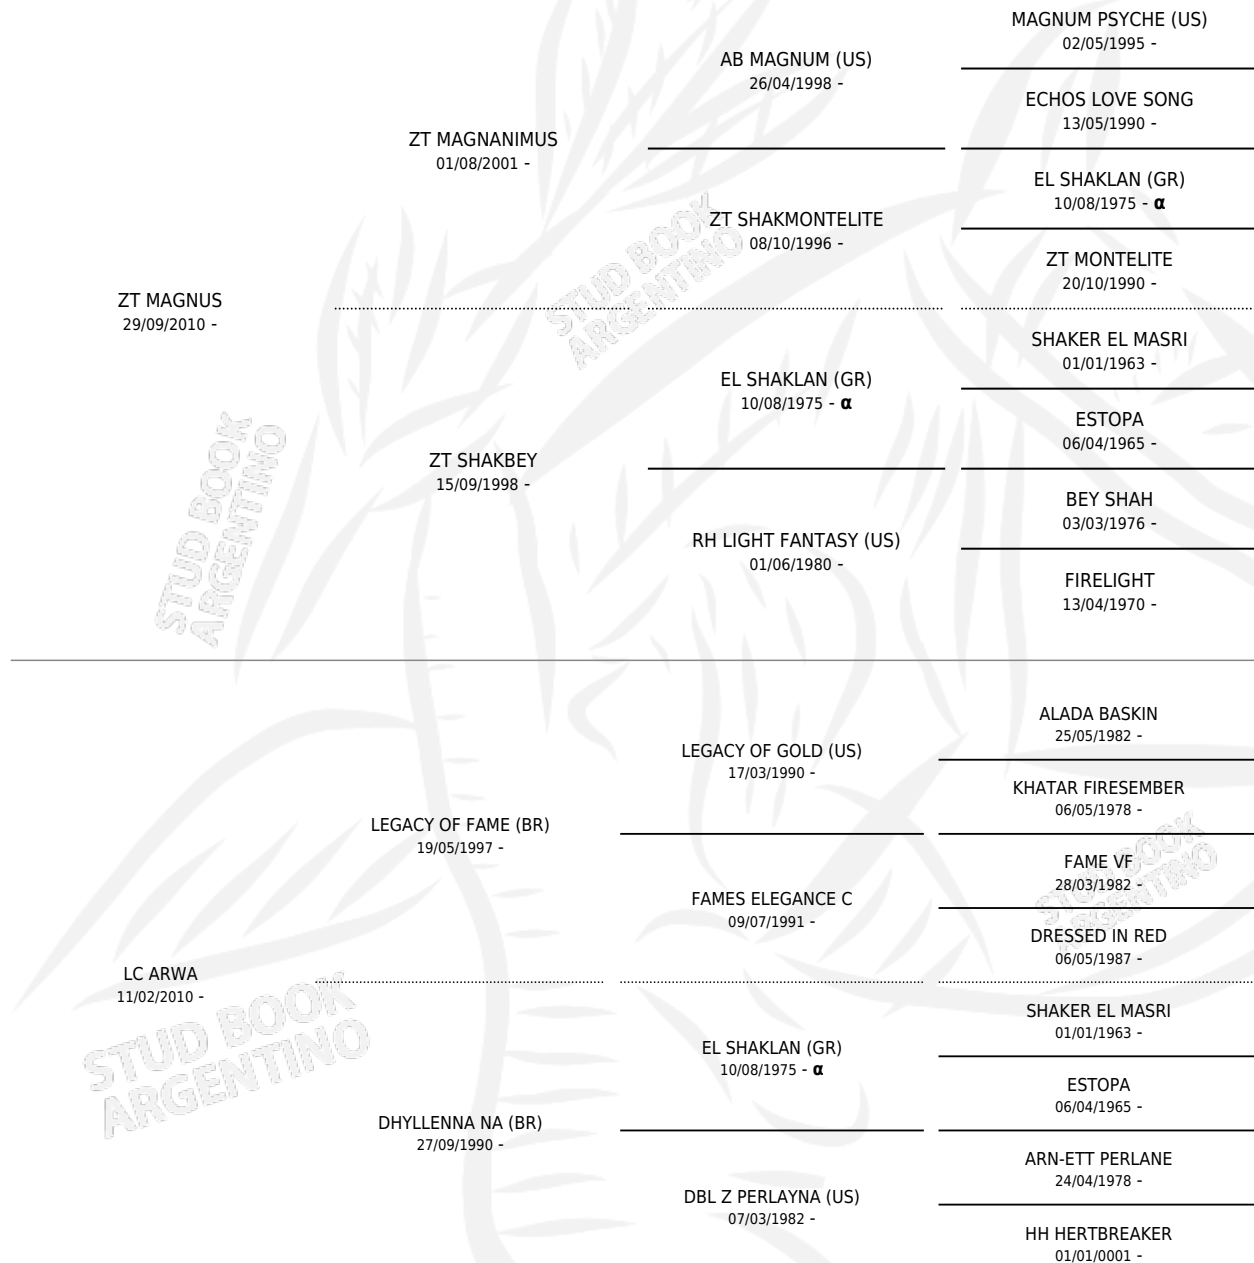 MAGNUM PSYCHE (US)
02/05/1995 -
AB MAGNUM (US)
26/04/1998 -
ECHOS LOVE SONG
13/05/1990 -
ZT MAGNANIMUS
01/08/2001 -
EL SHAKLAN (GR)
10/08/1975 - α
ZT SHAKMONTELITE
08/10/1996 -
ZT MONTELITE
20/10/1990 -
ZT MAGNUS
29/09/2010 -
SHAKER EL MASRI
01/01/1963 -
EL SHAKLAN (GR)
10/08/1975 - α
ESTOPA
06/04/1965 -
ZT SHAKBEY
15/09/1998 -
BEY SHAH
03/03/1976 -
RH LIGHT FANTASY (US)
01/06/1980 -
FIRELIGHT
13/04/1970 -
ALADA BASKIN
25/05/1982 -
LEGACY OF GOLD (US)
17/03/1990 -
KHATAR FIRESEMBER
06/05/1978 -
LEGACY OF FAME (BR)
19/05/1997 -
FAME VF
28/03/1982 -
FAMES ELEGANCE C
09/07/1991 -
DRESSED IN RED
06/05/1987 -
LC ARWA
11/02/2010 -
SHAKER EL MASRI
01/01/1963 -
EL SHAKLAN (GR)
10/08/1975 - α
ESTOPA
06/04/1965 -
DHYLLENNA NA (BR)
27/09/1990 -
ARN-ETT PERLANE
24/04/1978 -
DBL Z PERLAYNA (US)
07/03/1982 -
HH HERTBREAKER
01/01/0001 -
STUD BOOK
ARGENTINO
STUD BOOK
ARGENTINO
STUD BOOK
ARGENTINO
STUD BOOK
ARGENTINO